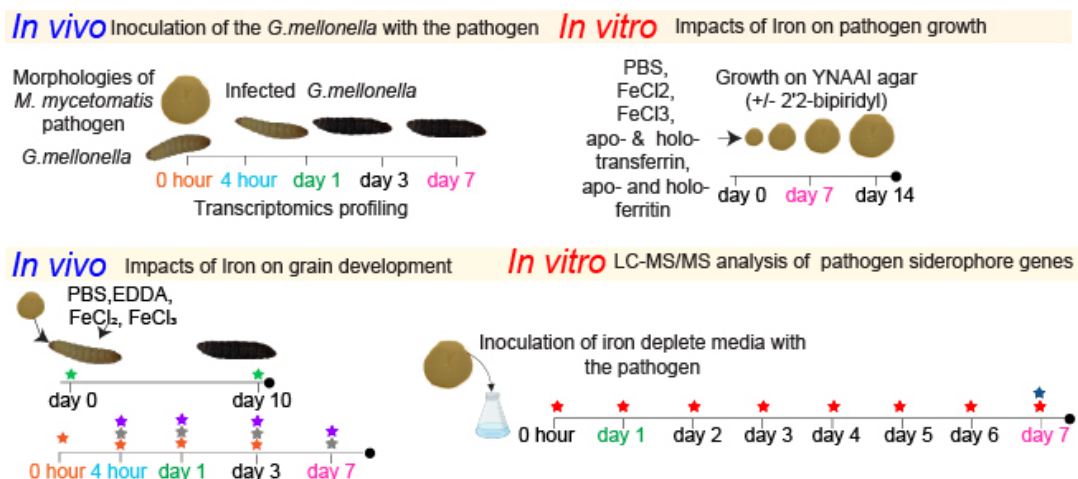 In vivo Inoculation of the G.mellonella with the pathogen
Morphologies of
M. mycetomatis
pathogen
G.mellonella
Infected G.mellonella
0 hour 4 hour day 1 day 3 day 7
Transcriptomics profiling
In vitro Impacts of Iron on pathogen growth
PBS,
FeCl2,
FeCl3,
apo- & holo-
transferrin,
apo- and holo-
ferritin
Growth on YNAAI agar
(+/- 2'2-bipiridyl)
day 0 day 7 day 14
In vivo Impacts of Iron on grain development
PBS,EDDA,
FeCl₂, FeCl₃
day 0 day 10
0 hour 4 hour day 1 day 3 day 7
In vitro LC-MS/MS analysis of pathogen siderophore genes
Inoculation of iron deplete media with
the pathogen
0 hour day 1 day 2 day 3 day 4 day 5 day 6 day 7